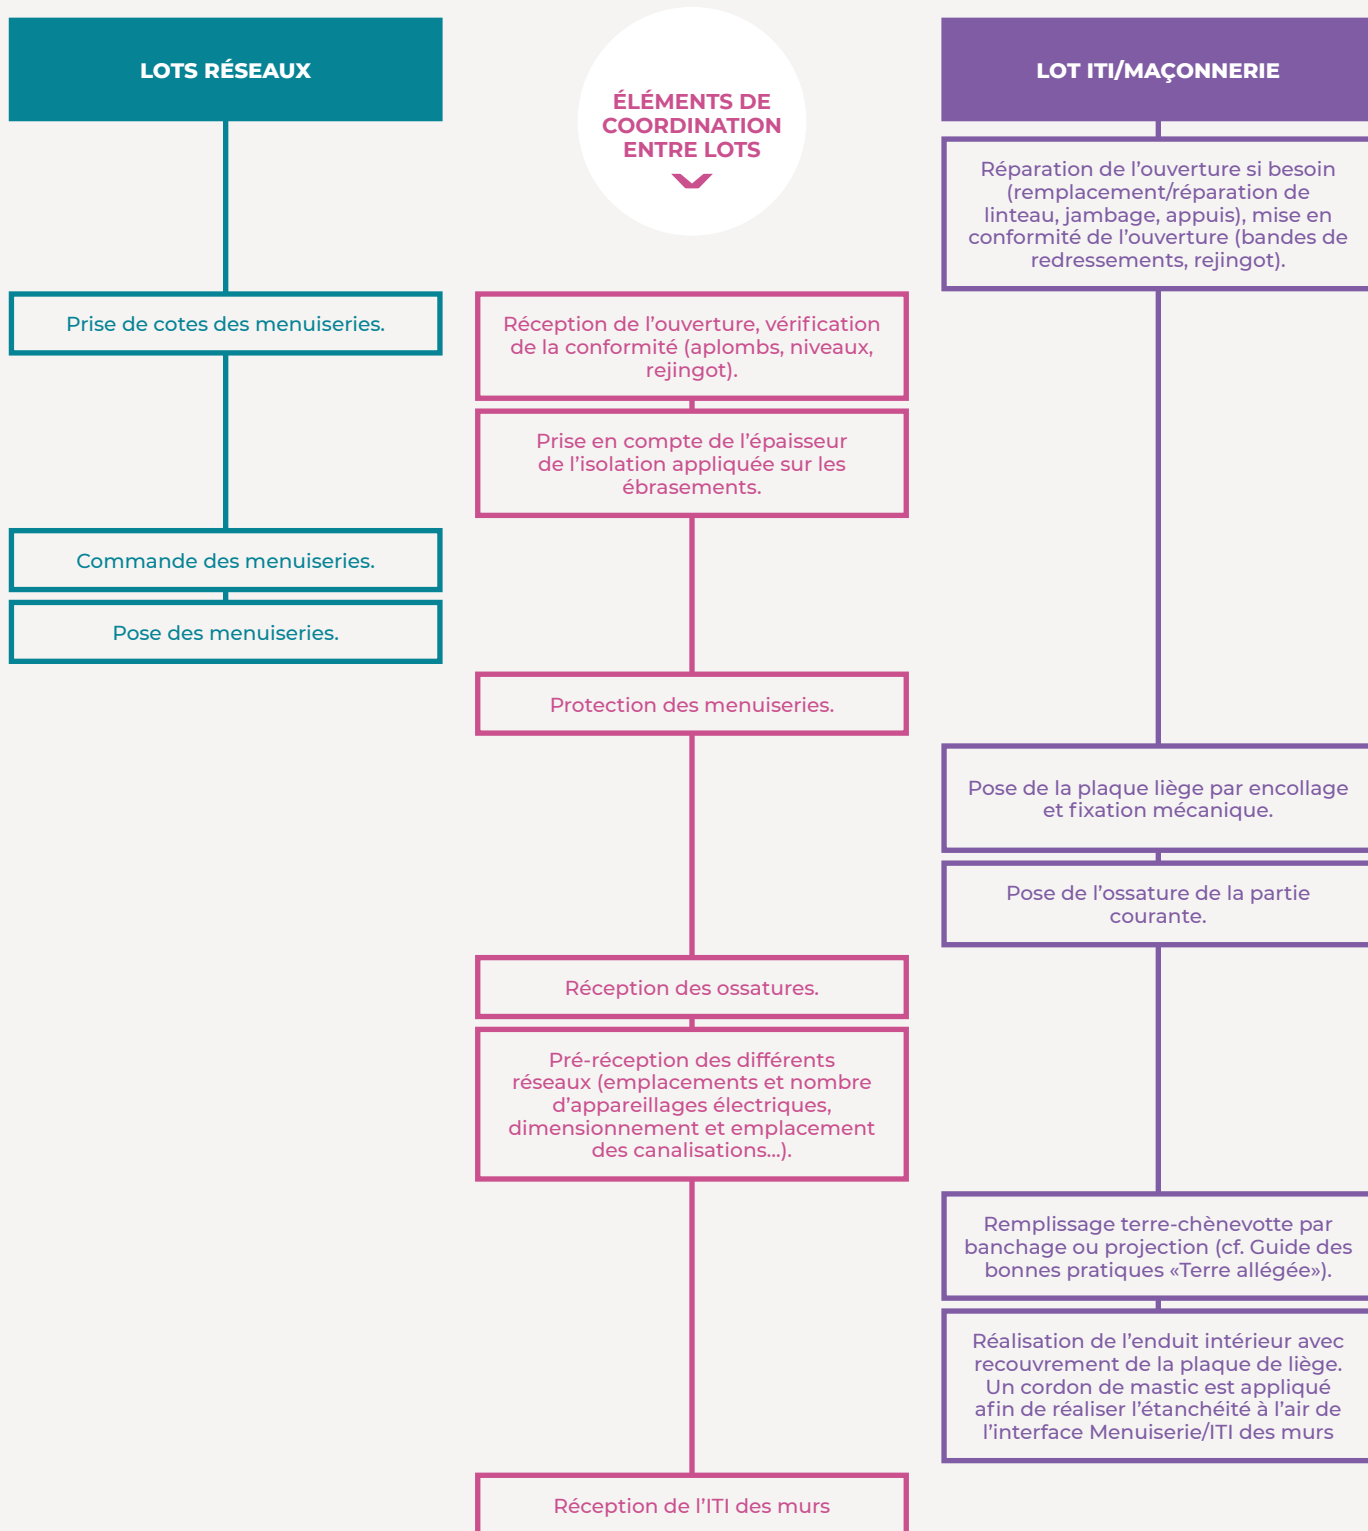 LOTS RÉSEAUX
ÉLÉMENTS DE
COORDINATION
ENTRE LOTS
LOT ITI/MAÇONNERIE
Réparation de l’ouverture si besoin
(remplacement/réparation de
linteau, jambage, appuis), mise en
conformité de l’ouverture (bandes de
redressements, rejingot).
Prise de cotes des menuiseries.
Réception de l’ouverture, vérification
de la conformité (aplombs, niveaux,
rejingot).
Prise en compte de l’épaisseur
de l’isolation appliquée sur les
ébrasements.
Commande des menuiseries.
Pose des menuiseries.
Protection des menuiseries.
Pose de la plaque liège par encollage
et fixation mécanique.
Pose de l’ossature de la partie
courante.
Réception des ossatures.
Pré-réception des différents
réseaux (emplacements et nombre
d’appareillages électriques,
dimensionnement et emplacement
des canalisations...).
Remplissage terre-chènevotte par
banchage ou projection (cf. Guide des
bonnes pratiques «Terre allégée»).
Réalisation de l’enduit intérieur avec
recouvrement de la plaque de liège.
Un cordon de mastic est appliqué
afin de réaliser l’étanchéité à l’air de
l’interface Menuiserie/ITI des murs
Réception de l’ITI des murs